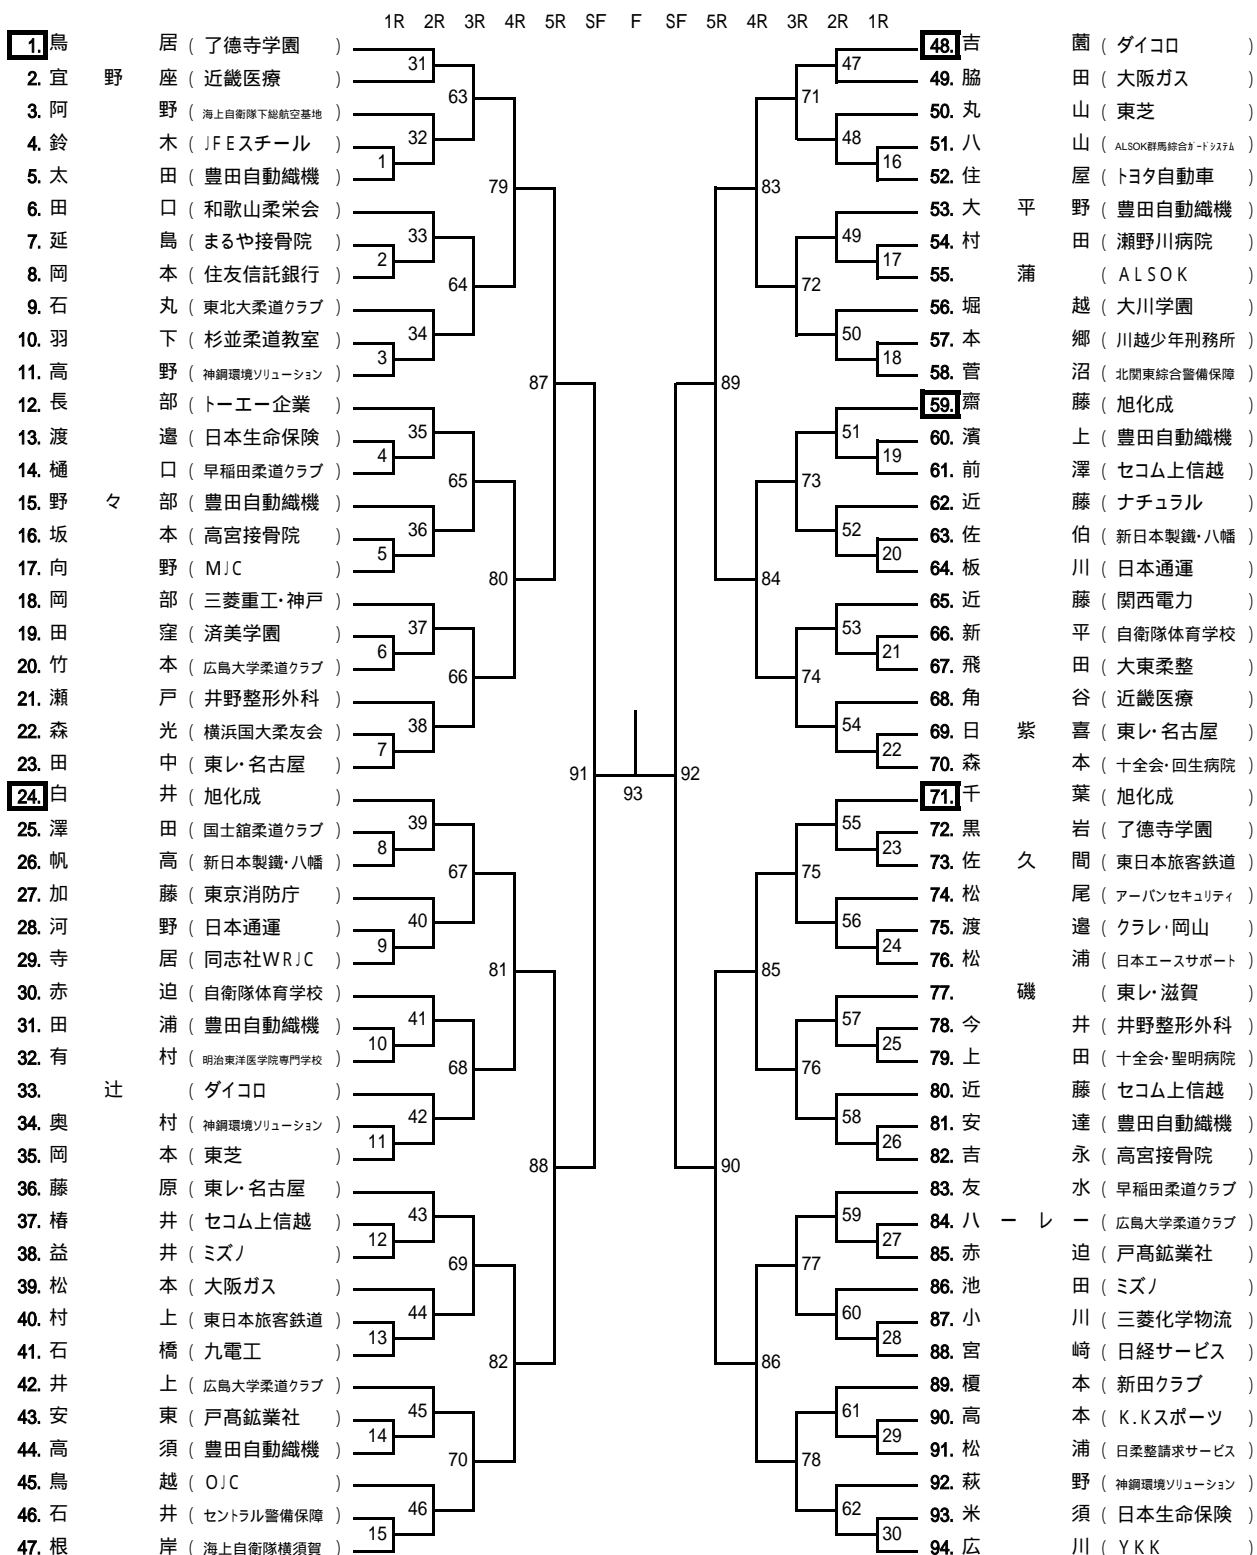 1R 2R 3R 4R 5R SF F SF 5R 4R 3R 2R 1R
1. 鳥 居 ( 了德寺学園 )
2. 宜 野 座 ( 近畿医療 )
3. 阿 野 ( 海上自衛隊下総航空基地 )
4. 鈴 木 ( JFEスチール )
5. 太 田 ( 豊田自動織機 )
6. 田 口 ( 和歌山柔栄会 )
7. 延 島 ( まるや接骨院 )
8. 岡 本 ( 住友信託銀行 )
9. 石 丸 ( 東北大柔道クラブ )
10. 羽 下 ( 杉並柔道教室 )
11. 高 野 ( 神鋼環境ソリューション )
12. 長 部 ( トーエー企業 )
13. 渡 邉 ( 日本生命保険 )
14. 樋 口 ( 早稲田柔道クラブ )
15. 野 々 部 ( 豊田自動織機 )
16. 坂 本 ( 高宮接骨院 )
17. 向 野 ( MJC )
18. 岡 部 ( 三菱重工・神戸 )
19. 田 窪 ( 済美学園 )
20. 竹 本 ( 広島大学柔道クラブ )
21. 瀬 戸 ( 井野整形外科 )
22. 森 光 ( 横浜国大柔友会 )
23. 田 中 ( 東レ・名古屋 )
24. 白 井 ( 旭化成 )
25. 澤 田 ( 国士舘柔道クラブ )
26. 帆 高 ( 新日本製鐵・八幡 )
27. 加 藤 ( 東京消防庁 )
28. 河 野 ( 日本通運 )
29. 寺 居 ( 同志社WRJC )
30. 赤 迫 ( 自衛隊体育学校 )
31. 田 浦 ( 豊田自動織機 )
32. 有 村 ( 明治東洋医学院専門学校 )
33. 辻 ( ダイコロ )
34. 奥 村 ( 神鋼環境ソリューション )
35. 岡 本 ( 東芝 )
36. 藤 原 ( 東レ・名古屋 )
37. 椿 井 ( セコム上信越 )
38. 益 井 ( ミズノ )
39. 松 本 ( 大阪ガス )
40. 村 上 ( 東日本旅客鉄道 )
41. 石 橋 ( 九電工 )
42. 井 上 ( 広島大学柔道クラブ )
43. 安 東 ( 戸髙鉱業社 )
44. 高 須 ( 豊田自動織機 )
45. 鳥 越 ( OJC )
46. 石 井 ( セントラル警備保障 )
47. 根 岸 ( 海上自衛隊横須賀 )
1
2
3
4
5
6
7
8
9
10
11
12
13
14
15
31
32
33
34
35
36
37
38
39
40
41
42
43
44
45
46
63
64
65
66
67
68
69
70
79
80
81
82
87
88
91
93
92
89
90
83
84
85
86
71
72
73
74
75
76
77
78
47
48
49
50
51
52
53
54
55
56
57
58
59
60
61
62
16
17
18
19
20
21
22
23
24
25
26
27
28
29
30
48. 吉 薗 ( ダイコロ )
49. 脇 田 ( 大阪ガス )
50. 丸 山 ( 東芝 )
51. 八 山 ( ALSOK群馬綜合ガードシステム )
52. 住 屋 ( トヨタ自動車 )
53. 大 平 野 ( 豊田自動織機 )
54. 村 田 ( 瀬野川病院 )
55. 蒲 ( ALSOK )
56. 堀 越 ( 大川学園 )
57. 本 郷 ( 川越少年刑務所 )
58. 菅 沼 ( 北関東綜合警備保障 )
59. 齋 藤 ( 旭化成 )
60. 濱 上 ( 豊田自動織機 )
61. 前 澤 ( セコム上信越 )
62. 近 藤 ( ナチュラル )
63. 佐 伯 ( 新日本製鐵・八幡 )
64. 板 川 ( 日本通運 )
65. 近 藤 ( 関西電力 )
66. 新 平 ( 自衛隊体育学校 )
67. 飛 田 ( 大東柔整 )
68. 角 谷 ( 近畿医療 )
69. 日 紫 喜 ( 東レ・名古屋 )
70. 森 本 ( 十全会・回生病院 )
71. 千 葉 ( 旭化成 )
72. 黒 岩 ( 了德寺学園 )
73. 佐 久 間 ( 東日本旅客鉄道 )
74. 松 尾 ( アーバンセキュリティ )
75. 渡 邉 ( クラレ・岡山 )
76. 松 浦 ( 日本エースサポート )
77. 磯 ( 東レ・滋賀 )
78. 今 井 ( 井野整形外科 )
79. 上 田 ( 十全会・聖明病院 )
80. 近 藤 ( セコム上信越 )
81. 安 達 ( 豊田自動織機 )
82. 吉 永 ( 高宮接骨院 )
83. 友 水 ( 早稲田柔道クラブ )
84. ハ ー レ ー ( 広島大学柔道クラブ )
85. 赤 迫 ( 戸髙鉱業社 )
86. 池 田 ( ミズノ )
87. 小 川 ( 三菱化学物流 )
88. 宮 﨑 ( 日経サービス )
89. 榎 本 ( 新田クラブ )
90. 高 本 ( K.Kスポーツ )
91. 松 浦 ( 日柔整請求サービス )
92. 萩 野 ( 神鋼環境ソリューション )
93. 米 須 ( 日本生命保険 )
94. 広 川 ( YKK )